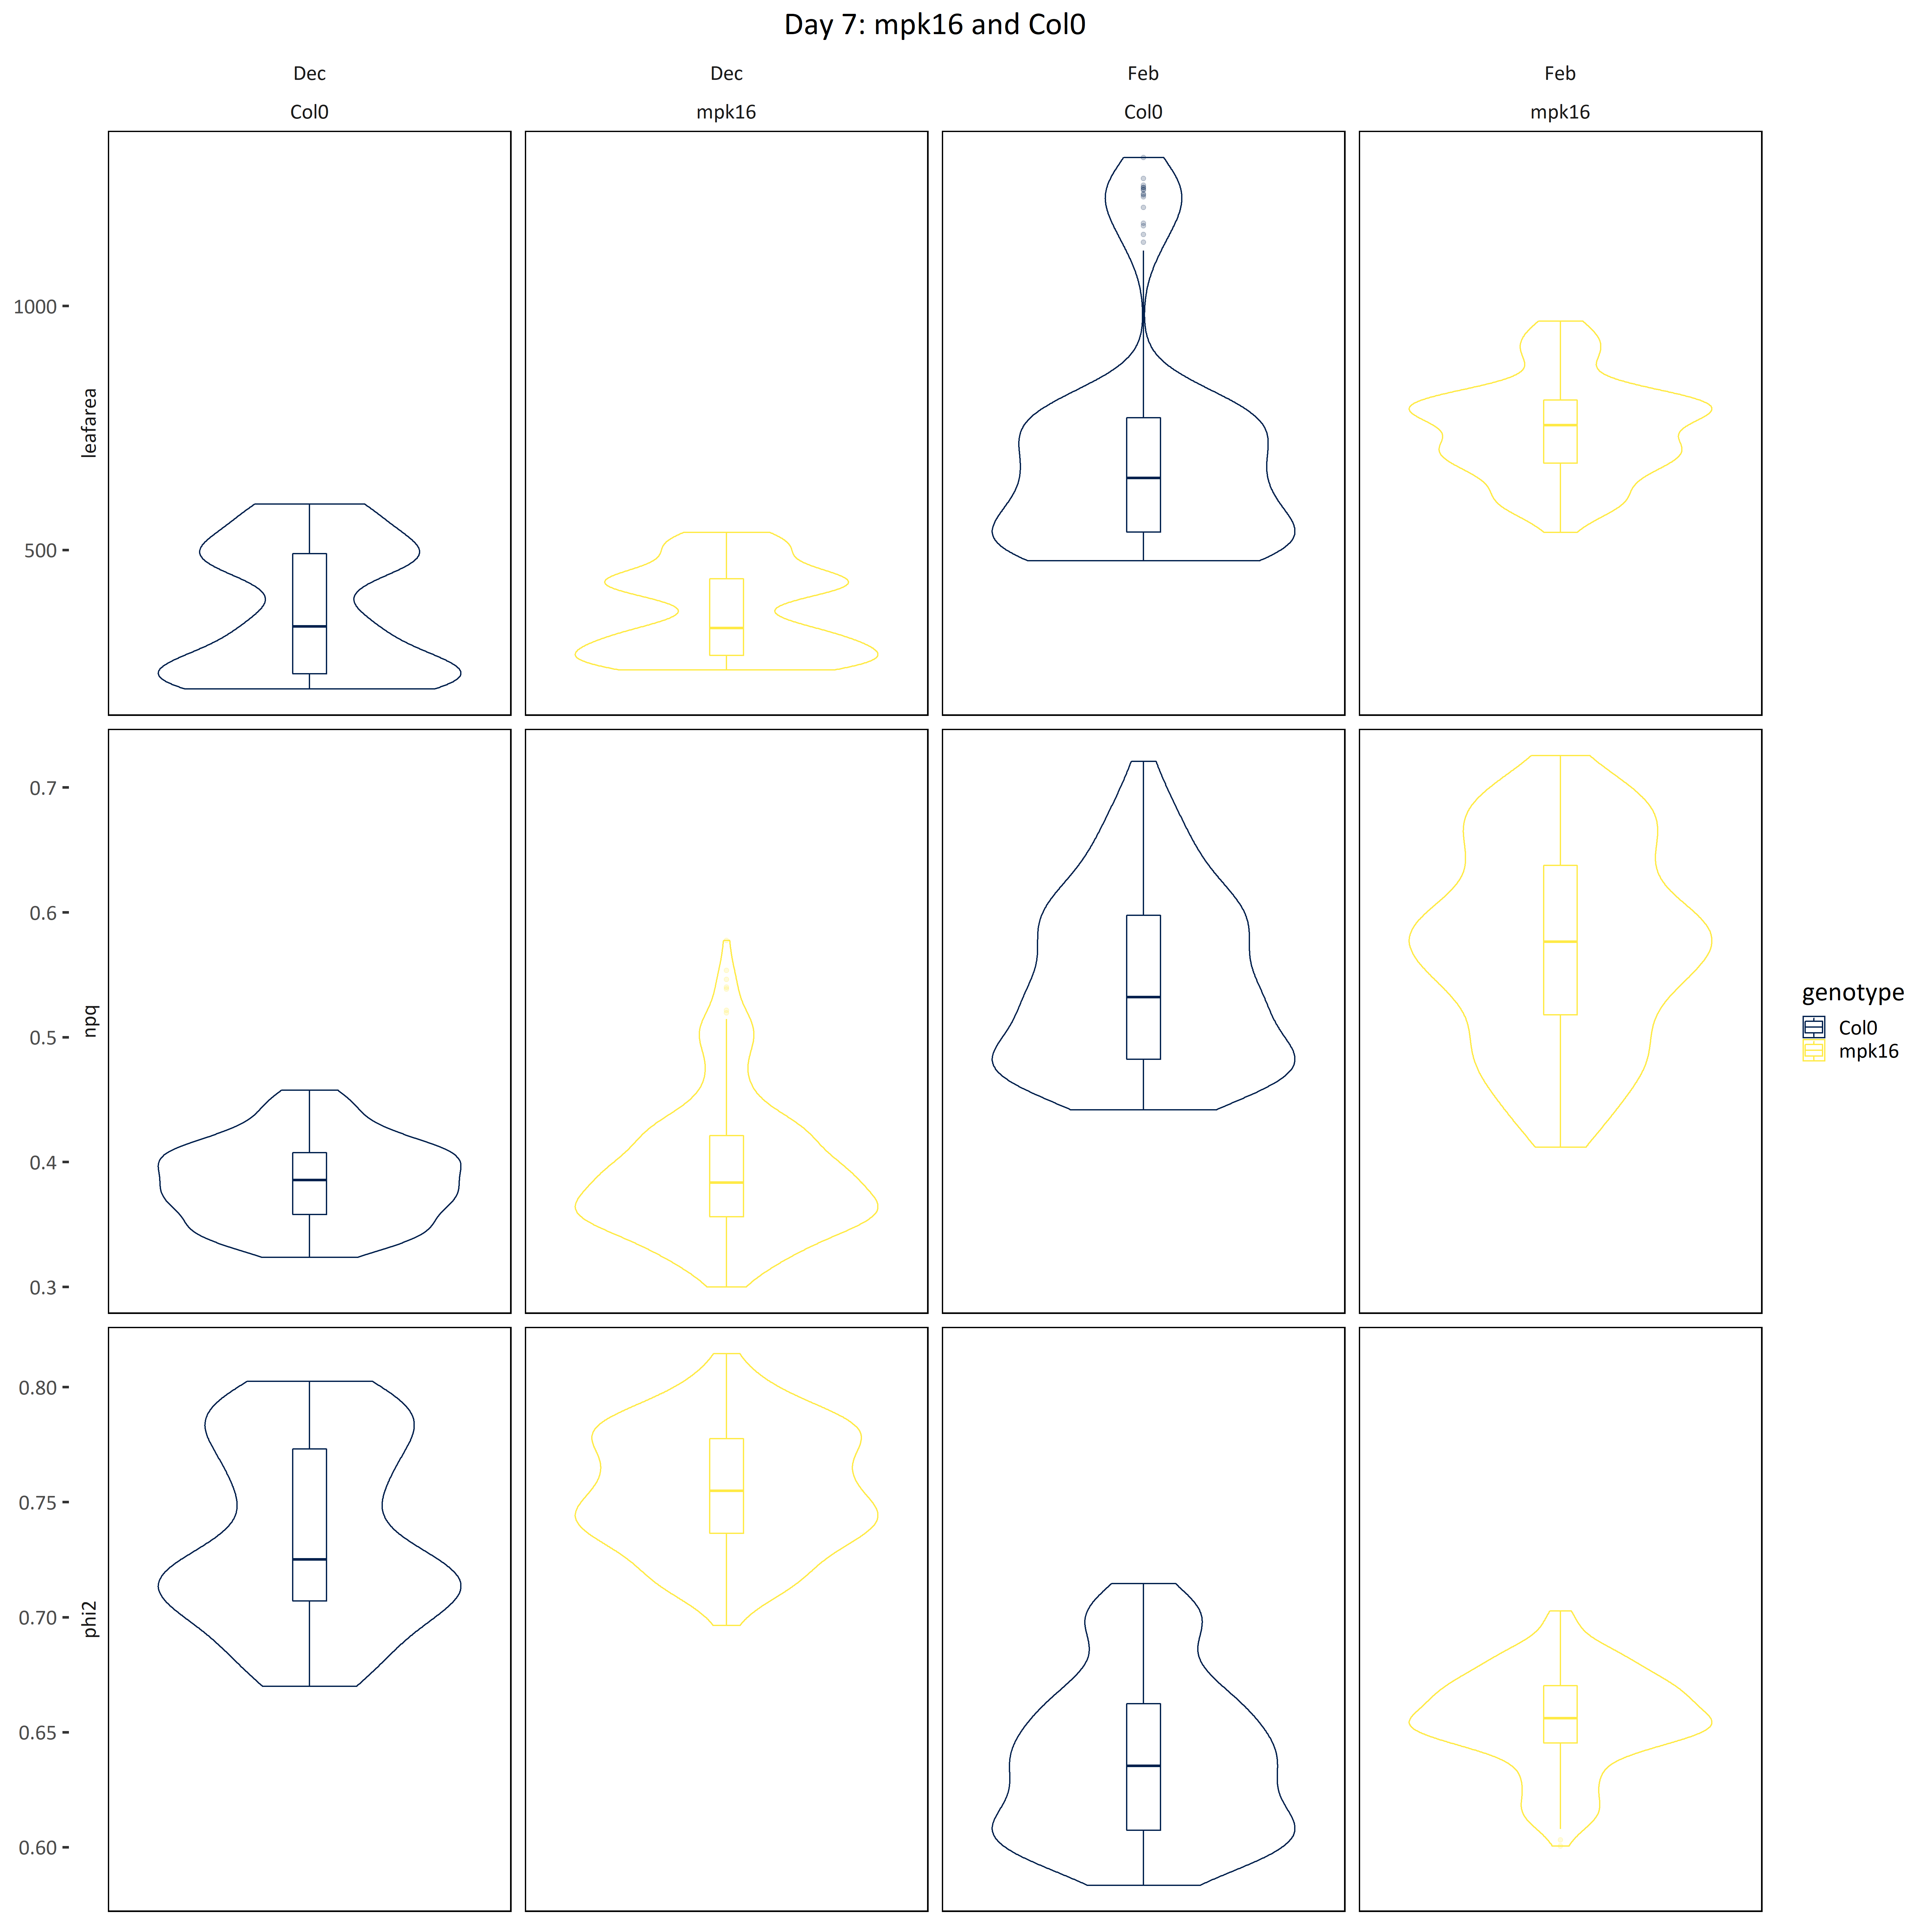 Day 7: mpk16 and Col0
Dec Dec Feb Feb
Col0 mpk16 Col0 mpk16
1000
500
leafarea
0.7
0.6
0.5
0.4
0.3
npq
0.80
0.75
0.70
0.65
0.60
phi2
genotype
Col0
mpk16